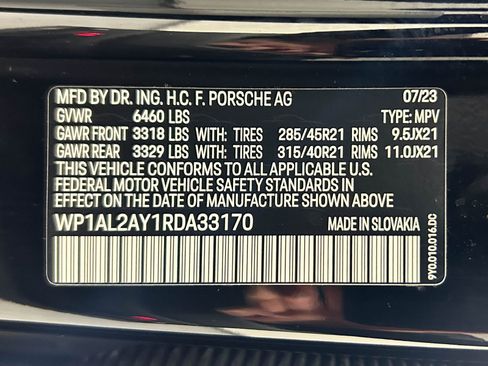 MFD BY DR. ING. H.C. F. PORSCHE AG 07/23
GVWR 6460 LBS TYPE: MPV
GAWR FRONT 3318 LBS WITH: TIRES 285/45R21 RIMS 9.5JX21
GAWR REAR 3329 LBS WITH: TIRES 315/40R21 RIMS 11.0JX21
THIS VEHICLE CONFORMS TO ALL APPLICABLE U.S.
FEDERAL MOTOR VEHICLE SAFETY STANDARDS IN
EFFECT ON THE DATE OF MANUFACTURE SHOWN ABOVE
WP1AL2AY1RDA33170 MADE IN SLOVAKIA
9Y0.010.016.DC